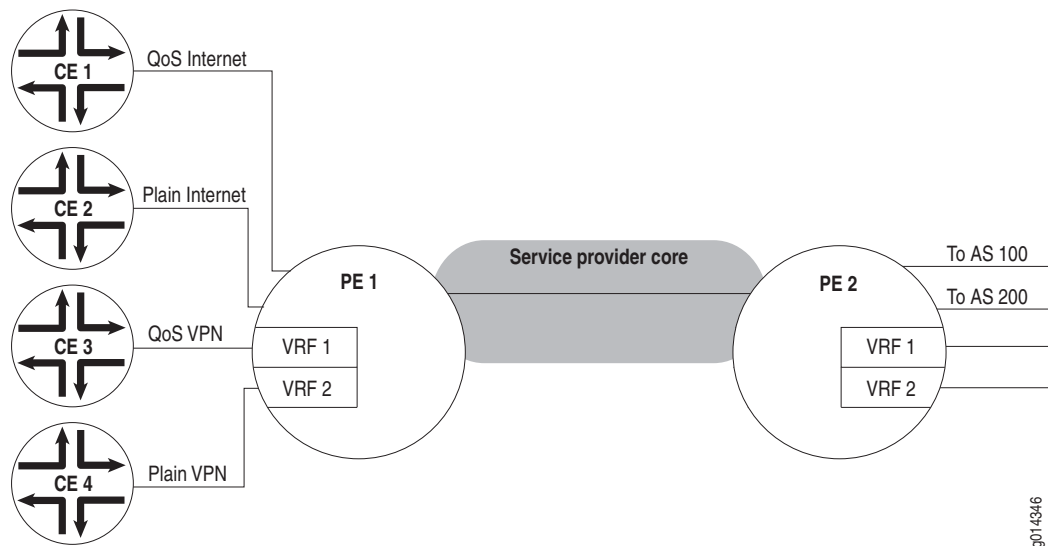 CE 1
QoS Internet
CE 2
Plain Internet
CE 3
QoS VPN
CE 4
Plain VPN
PE 1
VRF 1
VRF 2
Service provider core
PE 2
VRF 1
VRF 2
To AS 100
To AS 200
g014346